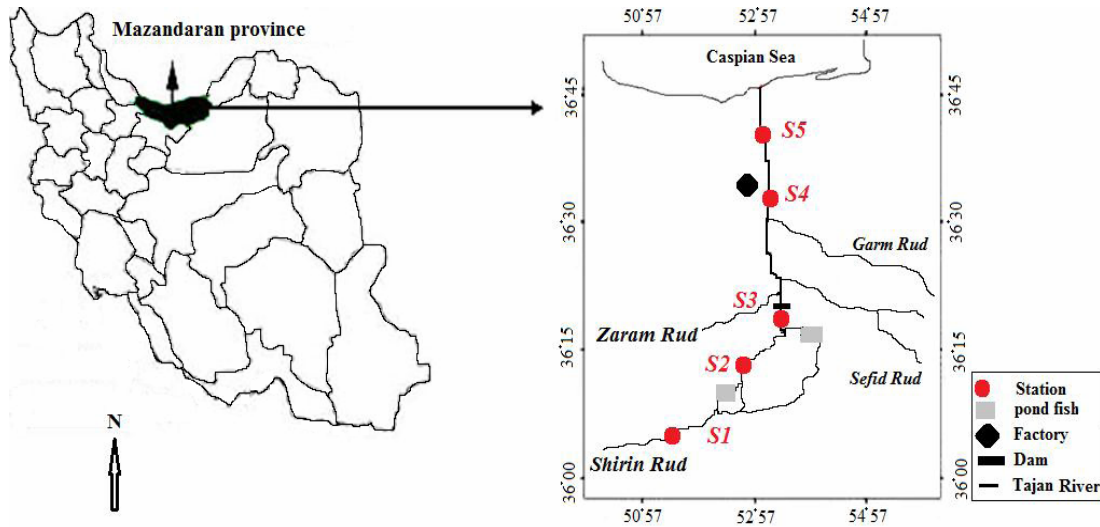 Mazandaran province
N
50°57
52°57
54°57
Caspian Sea
36°45
36°45
S5
S4
36°30
36°30
Garm Rud
S3
Zaram Rud
36°15
36°15
S2
Sefid Rud
S1
Shirin Rud
36°00
36°00
50°57
52°57
54°57
Station
pond fish
Factory
Dam
Tajan River